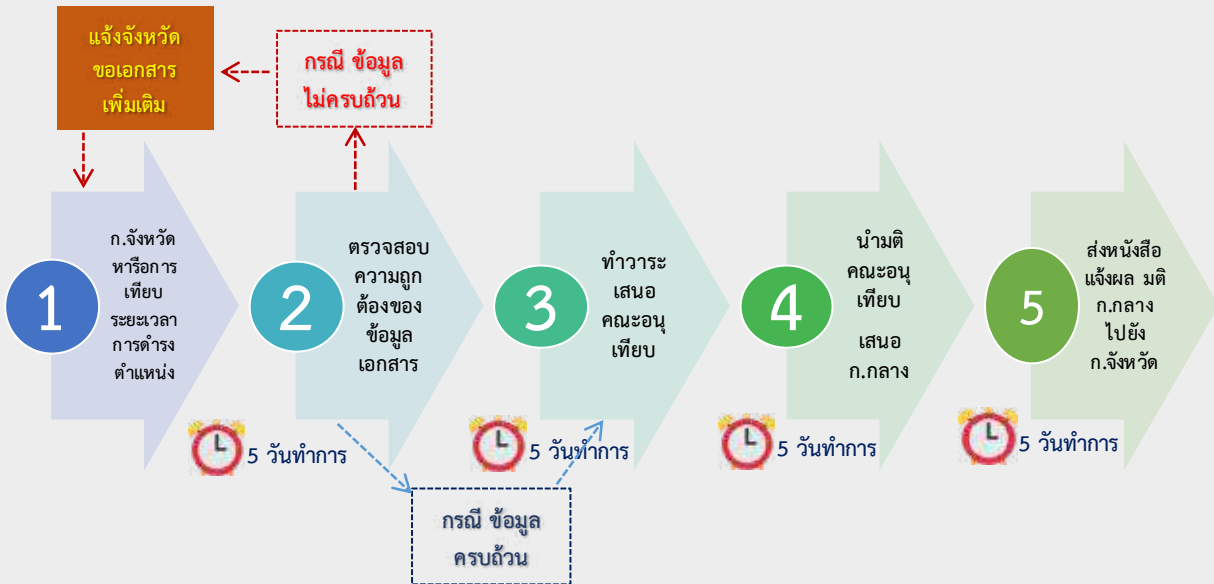 แจ้งจังหวัด
ขอเอกสาร
เพิ่มเติม
กรณี ข้อมูล
ไม่ครบถ้วน
1
ก.จังหวัด
หารือการ
เทียบ
ระยะเวลา
การดำรง
ตำแหน่ง
2
ตรวจสอบ
ความถูก
ต้องของ
ข้อมูล
เอกสาร
3
ทำวาระ
เสนอ
คณะอนุ
เทียบ
4
นำมติ
คณะอนุ
เทียบ
เสนอ
ก.กลาง
5
ส่งหนังสือ
แจ้งผล มติ
ก.กลาง
ไปยัง
ก.จังหวัด
5 วันทำการ
5 วันทำการ
5 วันทำการ
5 วันทำการ
กรณี ข้อมูล
ครบถ้วน